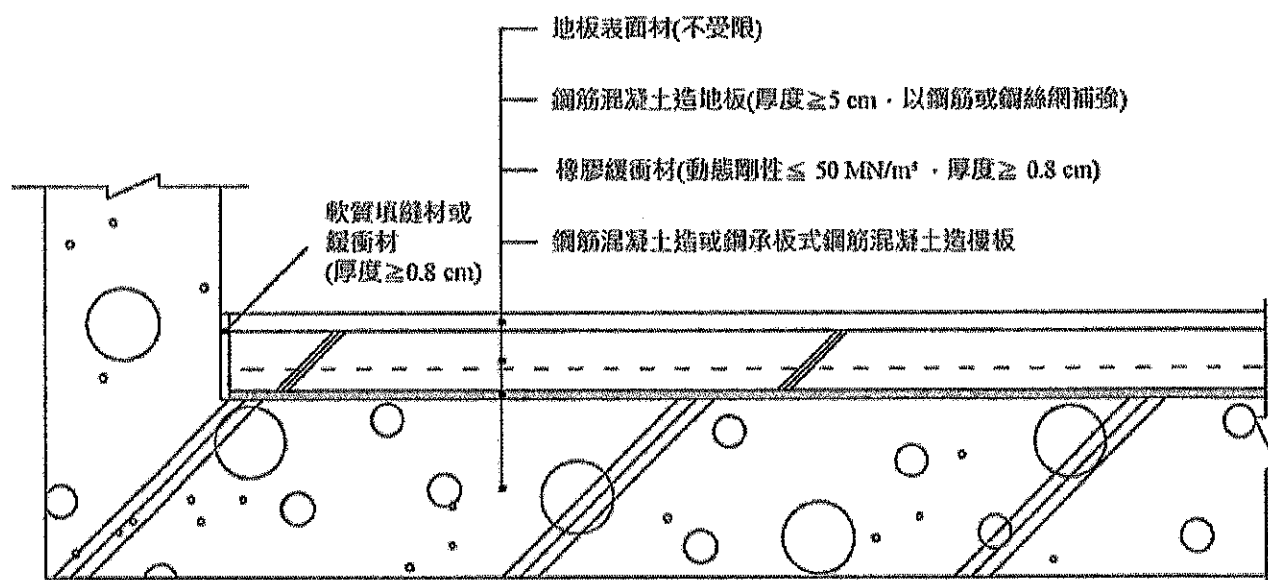 地板表面材(不受限)
鋼筋混凝土造地板(厚度≧5 cm，以鋼筋或鋼絲網補強)
橡膠緩衝材(動態剛性≦ 50 MN/m³，厚度≧ 0.8 cm)
鋼筋混凝土造或鋼承板式鋼筋混凝土造樓板
軟質填縫材或
緩衝材
(厚度≧0.8 cm)